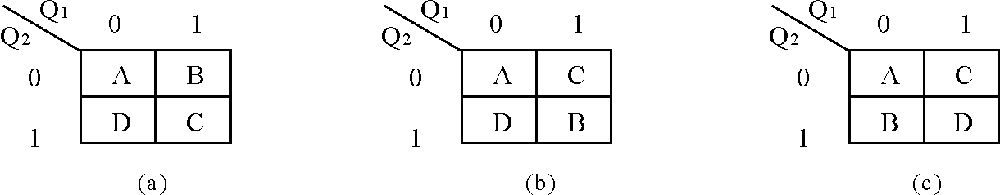 Q1 0 1 Q1 0 1 Q1 0 1
Q2 Q2 Q2
0 A B 0 A C 0 A C
1 D C 1 D B 1 B D
(a) (b) (c)